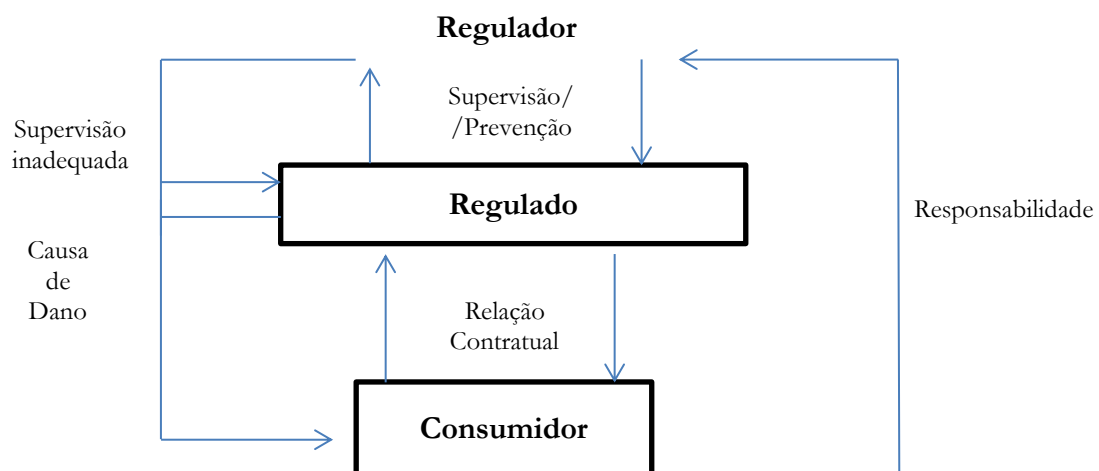 Regulador
Supervisão/
/Prevenção
Supervisão
inadequada
Regulado
Responsabilidade
Causa
de
Dano
Relação
Contratual
Consumidor